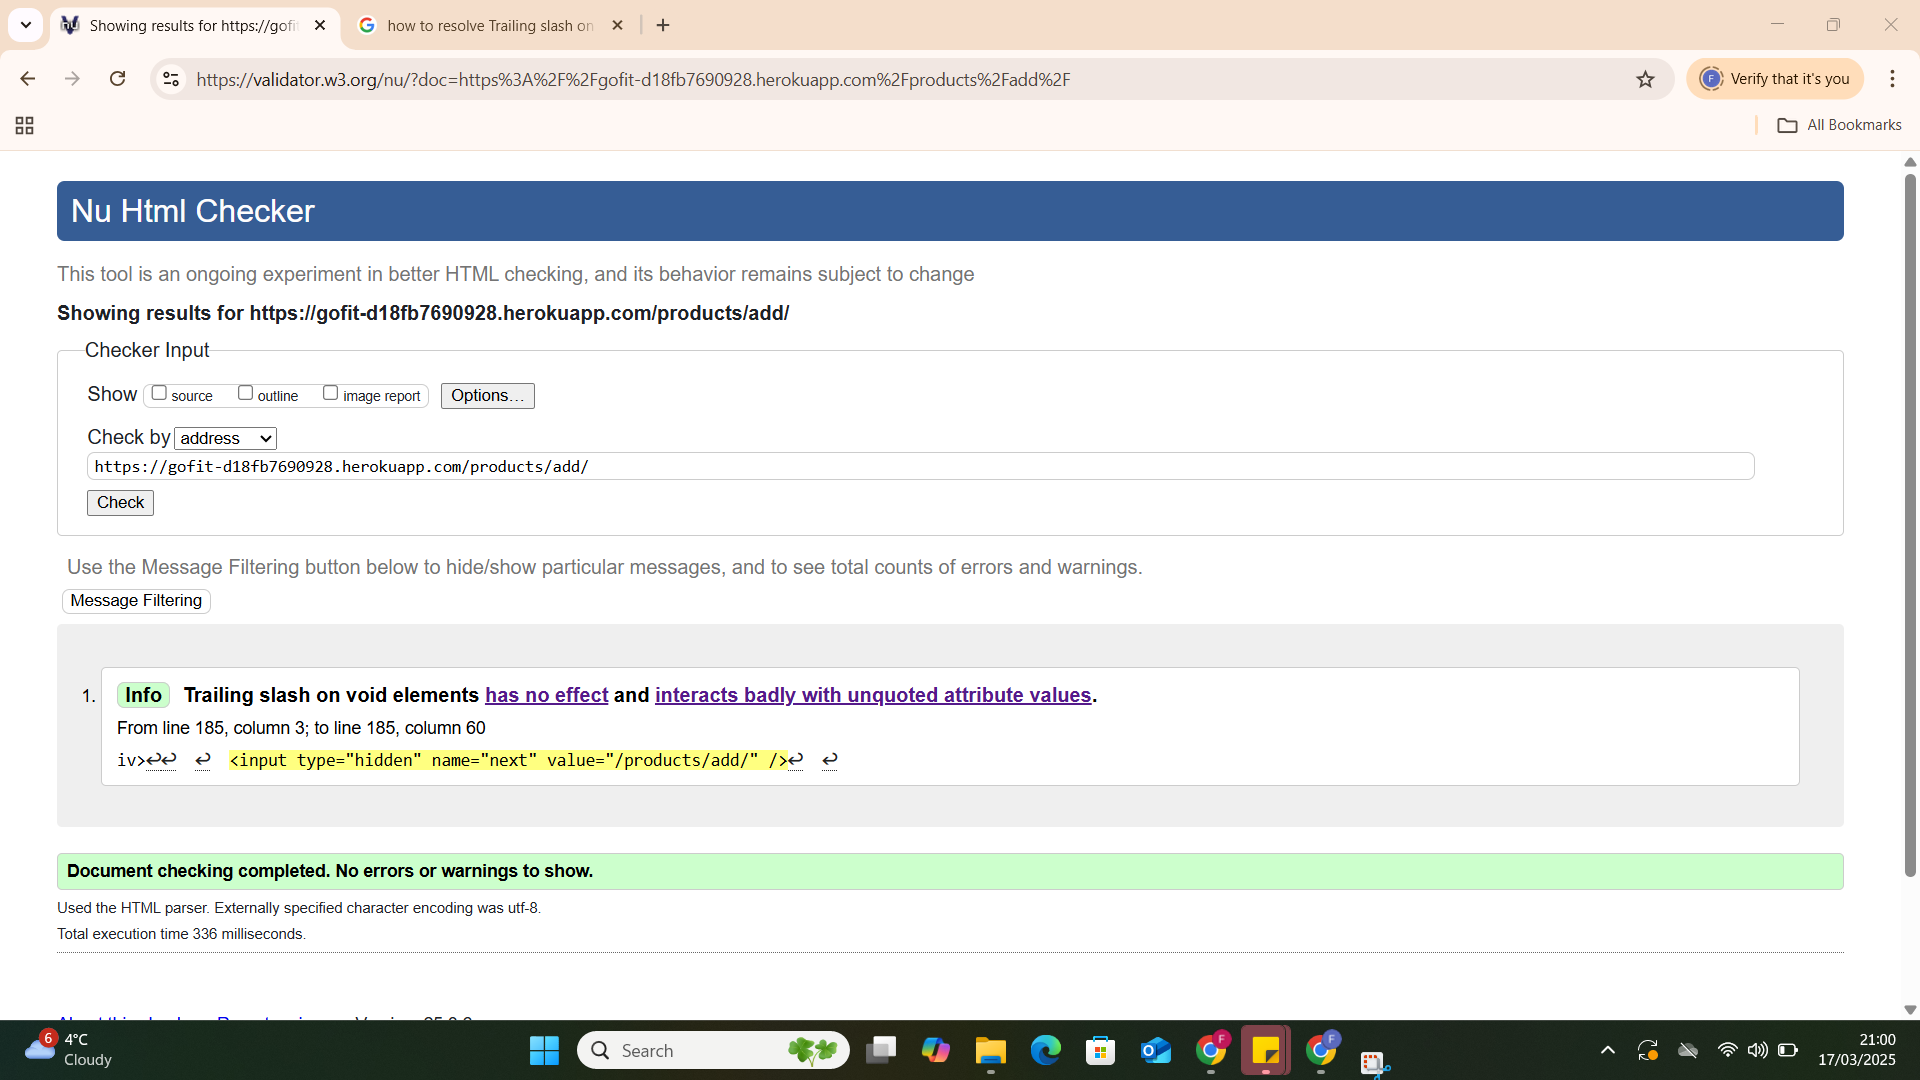 Showing results for https://gofi
how to resolve Trailing slash on
https://validator.w3.org/nu/?doc=https%3A%2F%2Fgofit-d18fb7690928.herokuapp.com%2Fproducts%2Fadd%2F
F
Verify that it's you
All Bookmarks
Nu Html Checker
This tool is an ongoing experiment in better HTML checking, and its behavior remains subject to change
Showing results for https://gofit-d18fb7690928.herokuapp.com/products/add/
Checker Input
Show source outline image report Options...
Check by address
https://gofit-d18fb7690928.herokuapp.com/products/add/
Check
Use the Message Filtering button below to hide/show particular messages, and to see total counts of errors and warnings.
Message Filtering
1. Info Trailing slash on void elements has no effect and interacts badly with unquoted attribute values.
From line 185, column 3; to line 185, column 60
iv>↩↩ ↩ <input type="hidden" name="next" value="/products/add/" />↩ ↩
Document checking completed. No errors or warnings to show.
Used the HTML parser. Externally specified character encoding was utf-8.
Total execution time 336 milliseconds.
6
4°C
Cloudy
Search
F
F
21:00
17/03/2025